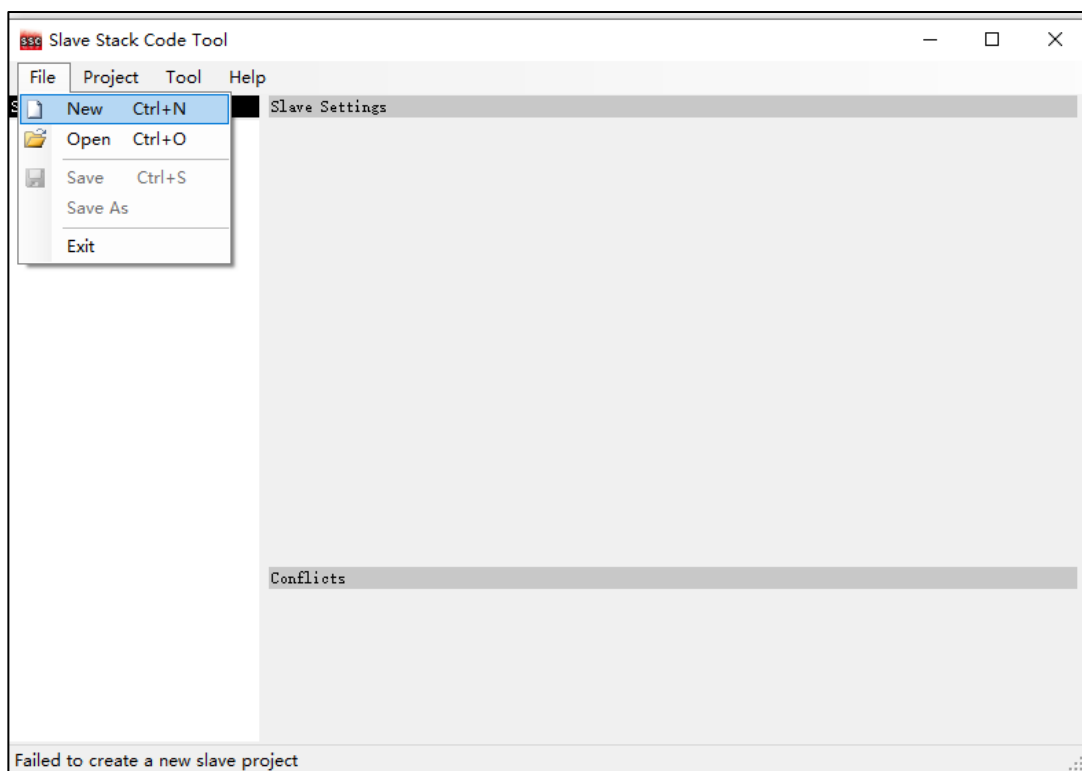 SSC Slave Stack Code Tool
File Project Tool Help
S
Slave Settings
New Ctrl+N
Open Ctrl+O
Save Ctrl+S
Save As
Exit
Conflicts
Failed to create a new slave project